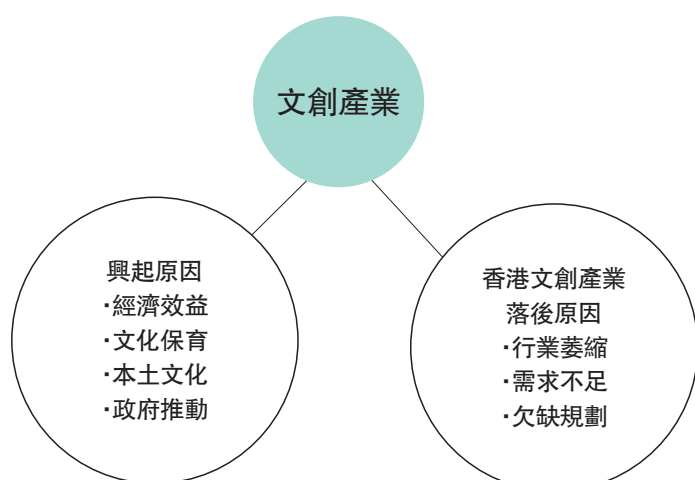 文創產業
興起原因
·經濟效益
·文化保育
·本土文化
·政府推動
香港文創產業
落後原因
·行業萎縮
·需求不足
·欠缺規劃